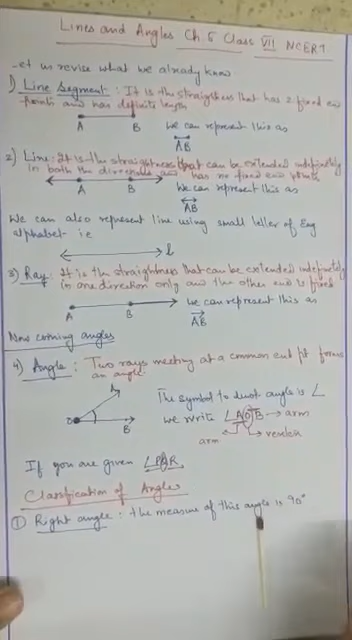 Lines and Angles Ch 5 Class VII NCERT
Let us revise what we already know
1) Line Segment : It is the straightness that has 2 fixed end
points and has definite length
A B we can represent this as
AB
2) Line : It is the straightness that can be extended indefinitely
in both the directions and has no fixed end points.
A B we can represent this as
AB
We can also represent line using small letter of Eng
alphabet - ie
l
3) Ray : It is the straightness that can be extended indefinitely
in one direction only and the other end is fixed
A B we can represent this as
AB
Now coming angles
4) Angle : Two rays meeting at a common end pt forms
an angle.
A
The symbol to denot angle is ∠
O B we write ∠AOB → arm
arm vertex
If you are given ∠PQR
Classification of Angles
① Right angle : the measure of this angle is 90°